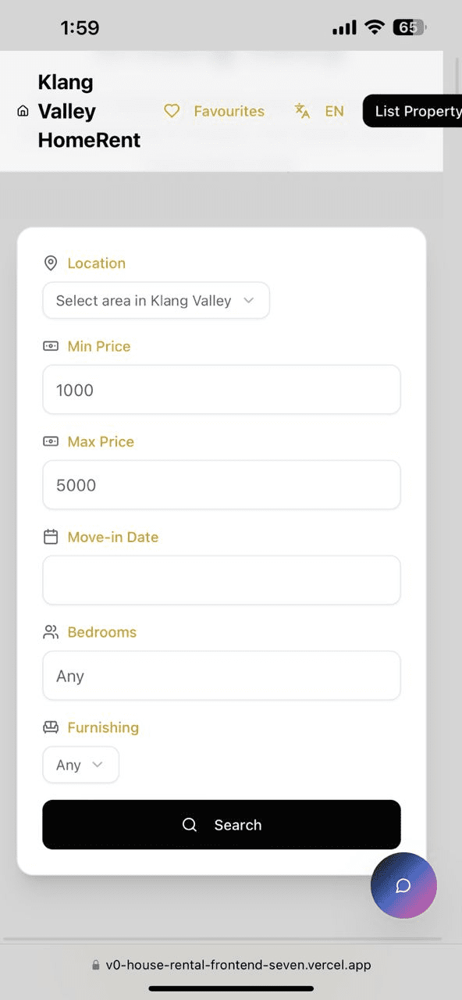 1:59
65
Klang
Valley
HomeRent
Favourites
EN
List Property
Location
Select area in Klang Valley
Min Price
1000
Max Price
5000
Move-in Date
Bedrooms
Any
Furnishing
Any
Search
v0-house-rental-frontend-seven.vercel.app